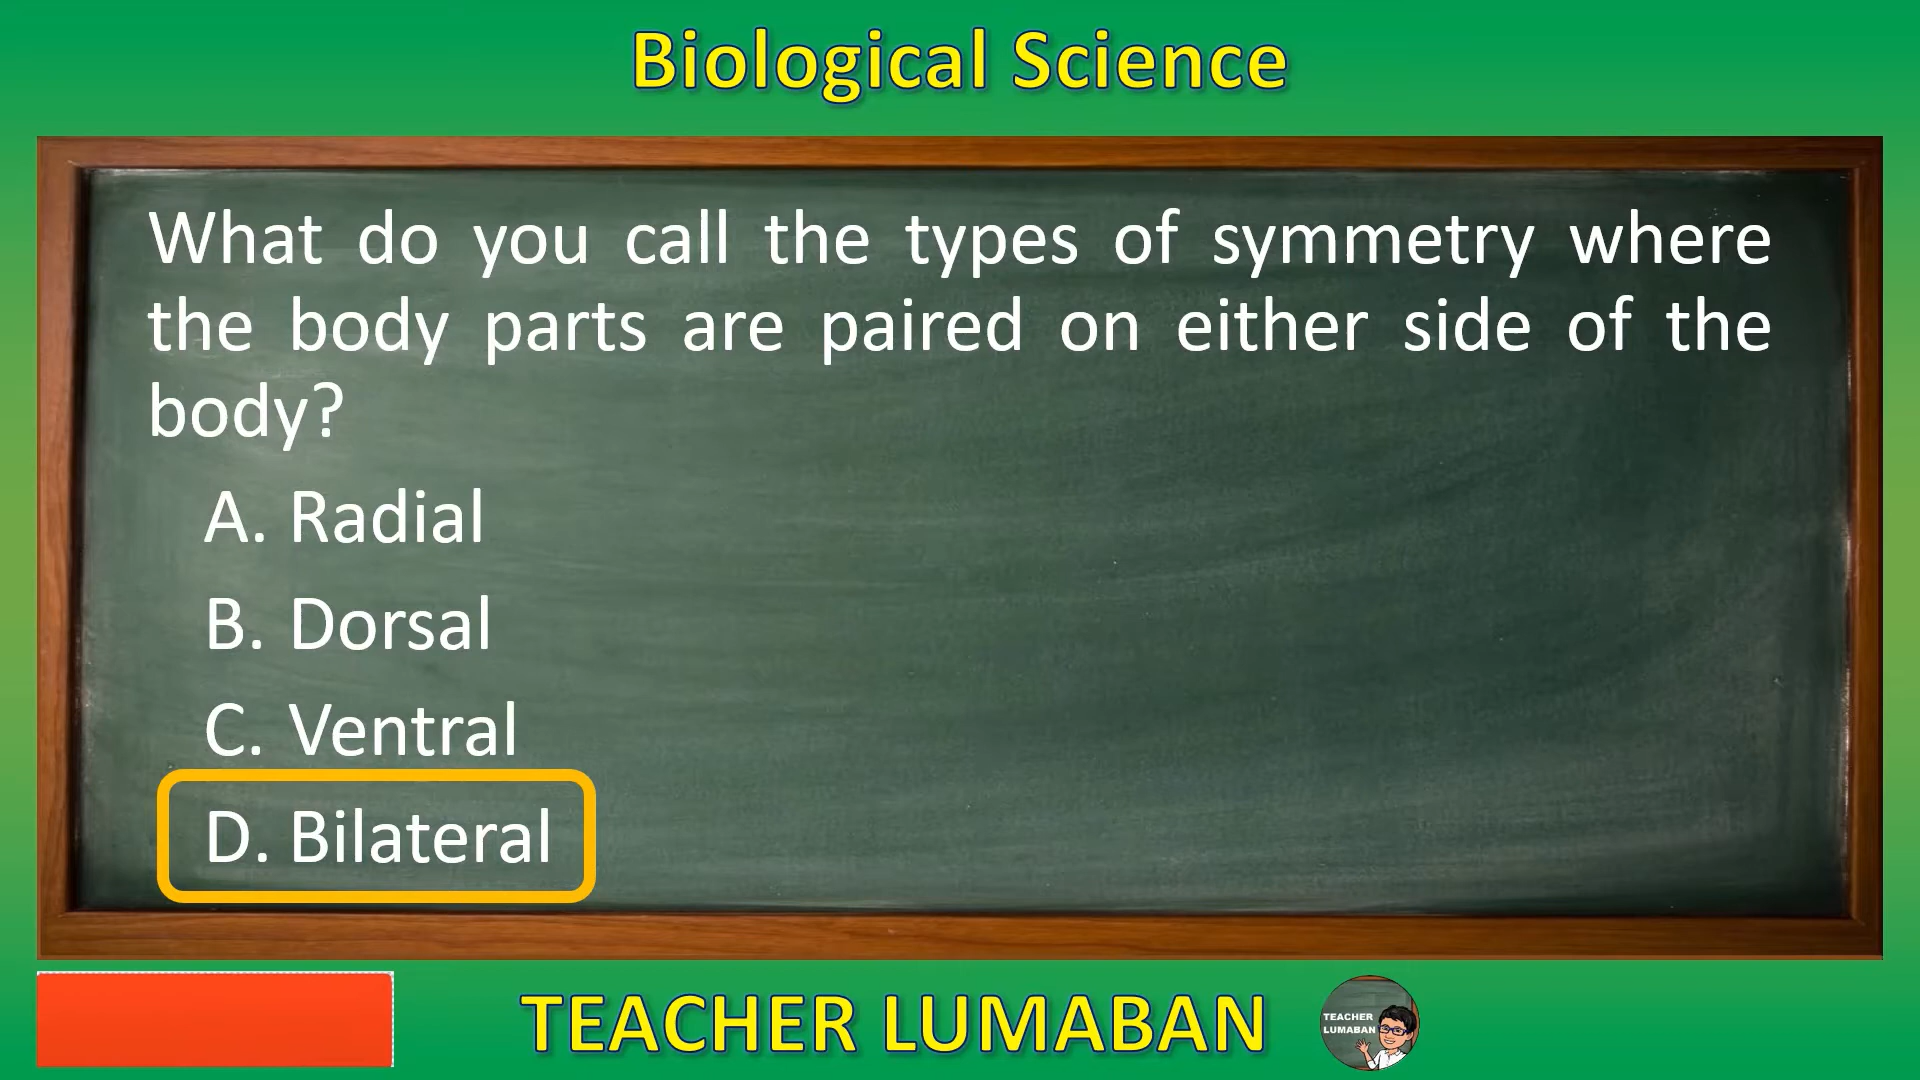 Biological Science
What do you call the types of symmetry where
the body parts are paired on either side of the
body?
A. Radial
B. Dorsal
C. Ventral
D. Bilateral
TEACHER LUMABAN
TEACHER
LUMABAN